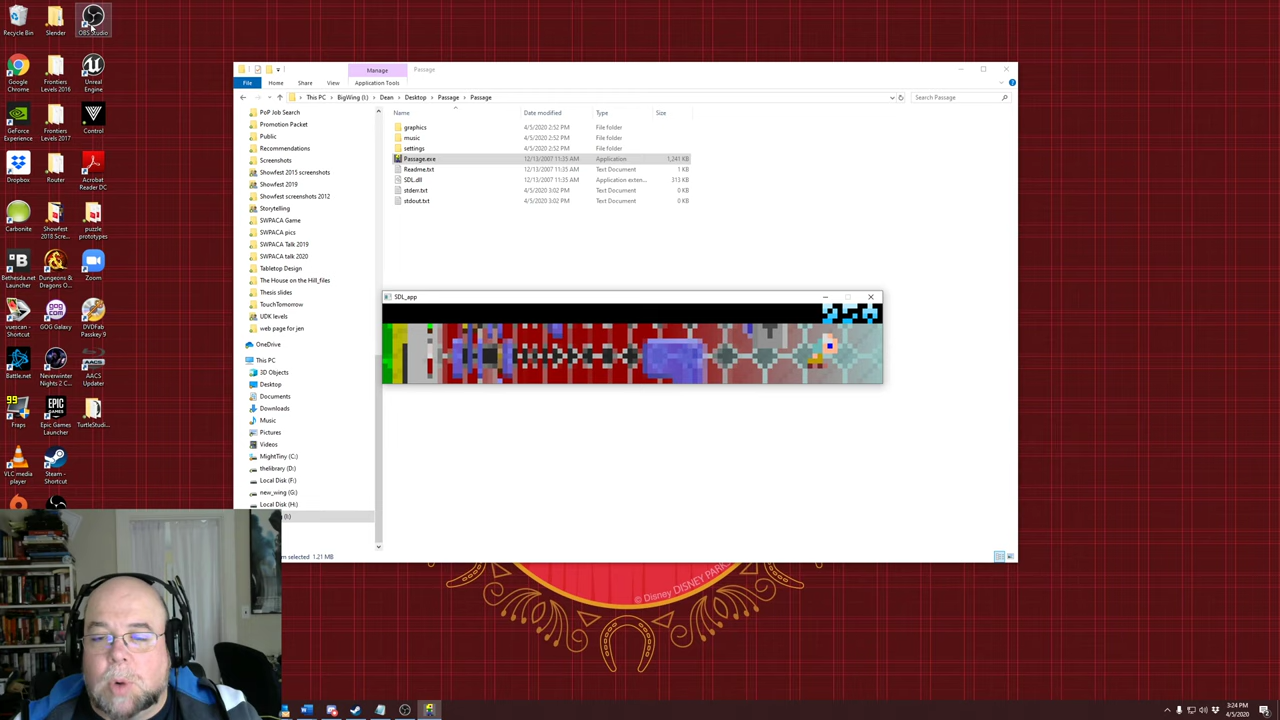 Recycle Bin
Slender
OBS Studio
Google
Chrome
Frontiers
Levels 2016
Unreal
Engine
GeForce
Experience
Frontiers
Levels 2017
Control
Dropbox
Router
Acrobat
Reader DC
Carbonite
Showfest
2018 Scre...
puzzle
prototypes
Bethesda.net
Launcher
Dungeons &
Dragons O...
Zoom
vuescan -
Shortcut
GOG Galaxy
DVDFab
Passkey 9
Battle.net
Neverwinter
Nights 2 C...
AACS
Updater
99
Fraps
Epic Games
Launcher
EPIC
GAMES
TurtleStudi...
VLC media
player
Steam -
Shortcut
Manage
Passage
File
Home
Share
View
Application Tools
This PC
BigWing (I:)
Dean
Desktop
Passage
Passage
Search Passage
PoP Job Search
Promotion Packet
Public
Recommendations
Screenshots
Showfest 2015 screenshots
Showfest 2019
Showfest screenshots 2012
Storytelling
SWPACA Game
SWPACA pics
SWPACA Talk 2019
SWPACA talk 2020
Tabletop Design
The House on the Hill_files
Thesis slides
TouchTomorrow
UDK levels
web page for jen
OneDrive
This PC
3D Objects
Desktop
Documents
Downloads
Music
Pictures
Videos
MightTiny (C:)
thelibrary (D:)
Local Disk (F:)
new_wing (G:)
Local Disk (H:)
(I:)
Name
Date modified
Type
Size
graphics
4/5/2020 2:52 PM
File folder
music
4/5/2020 2:52 PM
File folder
settings
4/5/2020 2:52 PM
File folder
Passage.exe
12/13/2007 11:35 AM
Application
1,241 KB
Readme.txt
12/13/2007 11:35 AM
Text Document
1 KB
SDL.dll
12/13/2007 11:35 AM
Application exten...
313 KB
stderr.txt
4/5/2020 3:02 PM
Text Document
0 KB
stdout.txt
4/5/2020 3:02 PM
Text Document
0 KB
SDL_app
selected 1.21 MB
© Disney DISNEY PARKS
3:24 PM
4/5/2020